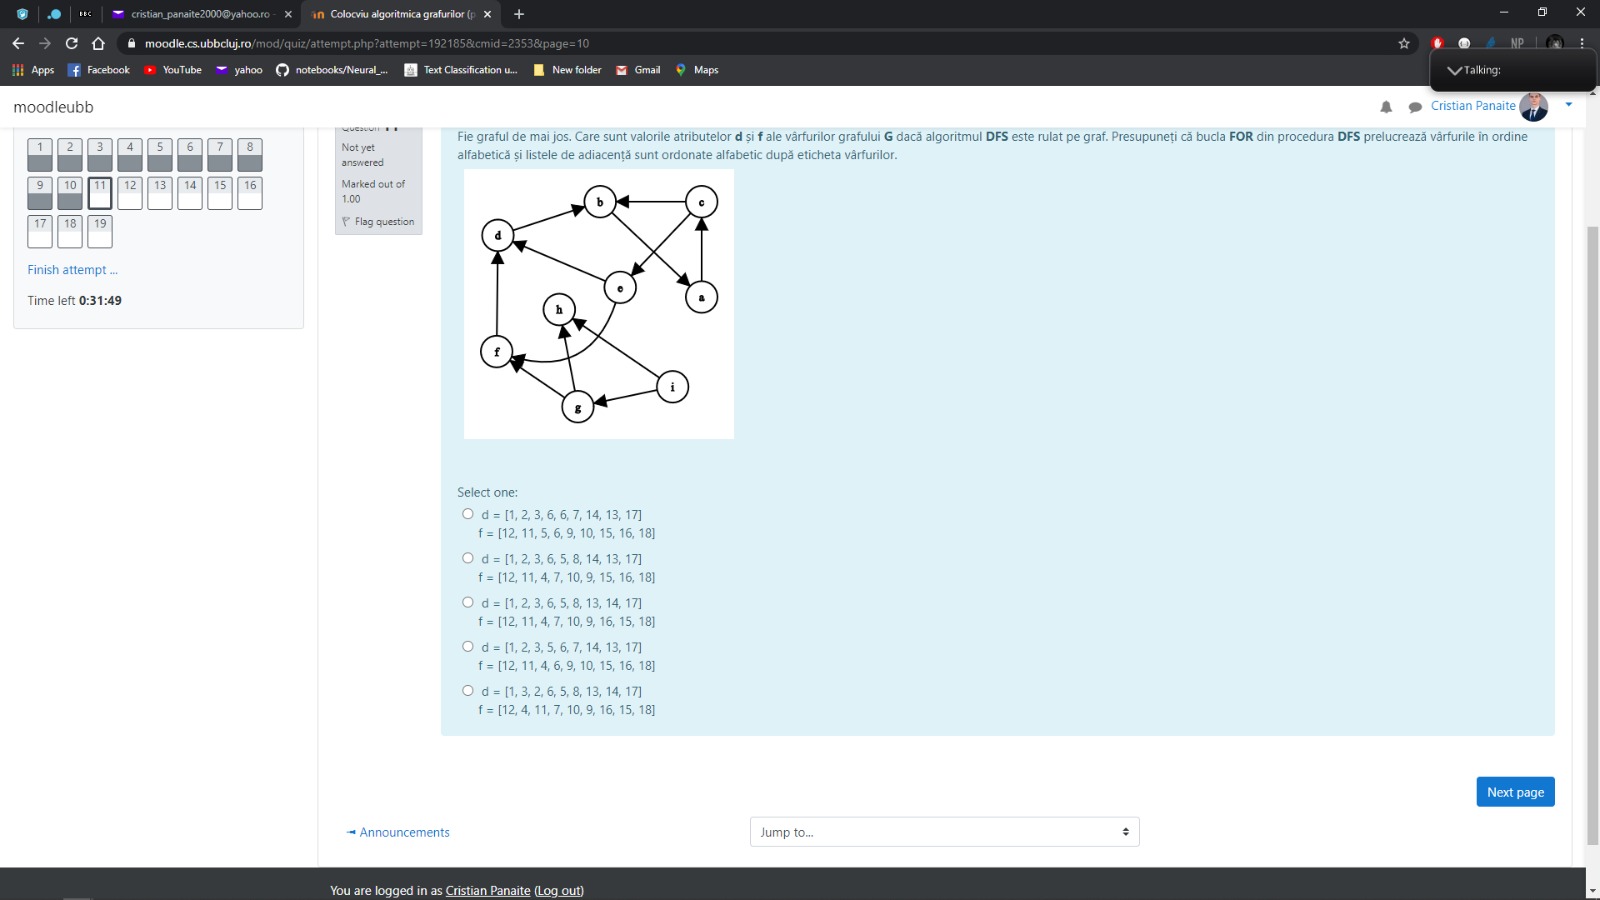 BBC
cristian_panaite2000@yahoo.ro -
Colocviu algoritmica grafurilor (p
moodle.cs.ubbcluj.ro/mod/quiz/attempt.php?attempt=192185&cmid=2353&page=10
NP
Apps
Facebook
YouTube
yahoo
notebooks/Neural_...
Text Classification u...
New folder
Gmail
Maps
Talking:
moodleubb
Cristian Panaite
1 2 3 4 5 6 7 8
9 10 11 12 13 14 15 16
17 18 19
Finish attempt ...
Time left 0:31:49
Question 11
Not yet
answered
Marked out of
1.00
Flag question
Fie graful de mai jos. Care sunt valorile atributelor d și f ale vârfurilor grafului G dacă algoritmul DFS este rulat pe graf. Presupuneți că bucla FOR din procedura DFS prelucrează vârfurile în ordine
alfabetică și listele de adiacență sunt ordonate alfabetic după eticheta vârfurilor.
b
c
d
e
a
h
f
i
g
Select one:
d = [1, 2, 3, 6, 6, 7, 14, 13, 17]
f = [12, 11, 5, 6, 9, 10, 15, 16, 18]
d = [1, 2, 3, 6, 5, 8, 14, 13, 17]
f = [12, 11, 4, 7, 10, 9, 15, 16, 18]
d = [1, 2, 3, 6, 5, 8, 13, 14, 17]
f = [12, 11, 4, 7, 10, 9, 16, 15, 18]
d = [1, 2, 3, 5, 6, 7, 14, 13, 17]
f = [12, 11, 4, 6, 9, 10, 15, 16, 18]
d = [1, 3, 2, 6, 5, 8, 13, 14, 17]
f = [12, 4, 11, 7, 10, 9, 16, 15, 18]
Next page
◄ Announcements
Jump to...
You are logged in as Cristian Panaite (Log out)